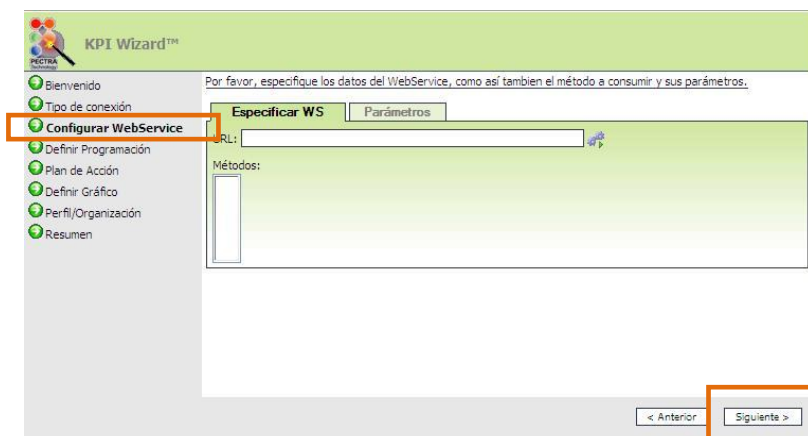 KPI Wizard™
PECTRA
Technology
Bienvenido
Tipo de conexión
Configurar WebService
Definir Programación
Plan de Acción
Definir Gráfico
Perfil/Organización
Resumen
Por favor, especifique los datos del WebService, como así tambien el método a consumir y sus parámetros.
Especificar WS Parámetros
URL:
Métodos:
< Anterior Siguiente >